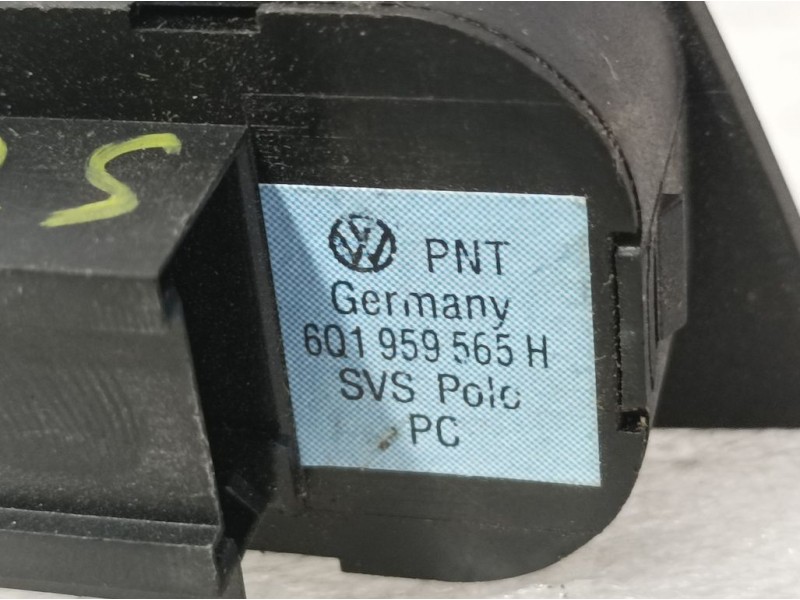 PNT
Germany
6Q1 959 565 H
SVS Polo
PC